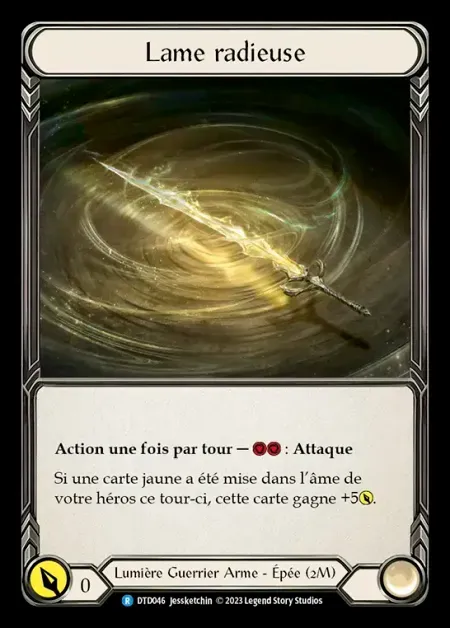 Lame radieuse
Action une fois par tour — : Attaque
Si une carte jaune a été mise dans l'âme de
votre héros ce tour-ci, cette carte gagne +5.
0
Lumière Guerrier Arme - Épée (2M)
R DTD046 Jessketchin © 2023 Legend Story Studios